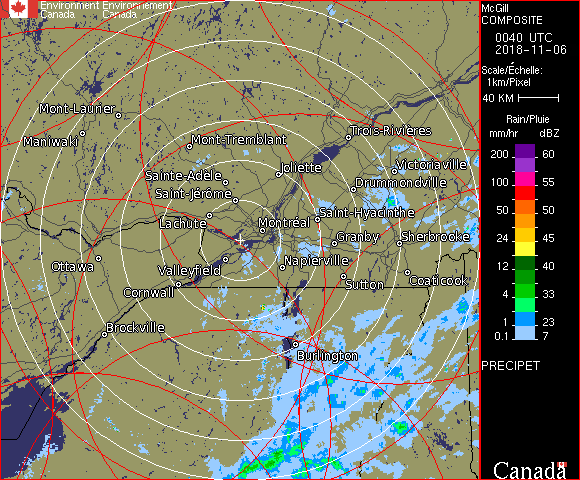 Environment Environnement
Canada Canada
McGill
COMPOSITE
0040 UTC
2018-11-06
Scale/Échelle:
1km/Pixel
40 KM
Rain/Pluie
mm/hr dBZ
200 60
100 55
50 50
24 45
12 40
4 33
1 23
0.1 7
PRECIPET
Canada
Mont-Laurier
Maniwaki
Mont-Tremblant
Trois-Rivières
Sainte-Adèle
Joliette
Victoriaville
Saint-Jérôme
Drummondville
Lachute
Montréal
Saint-Hyacinthe
Granby
Sherbrooke
Ottawa
Valleyfield
Napierville
Cornwall
Sutton
Coaticook
Brockville
Burlington